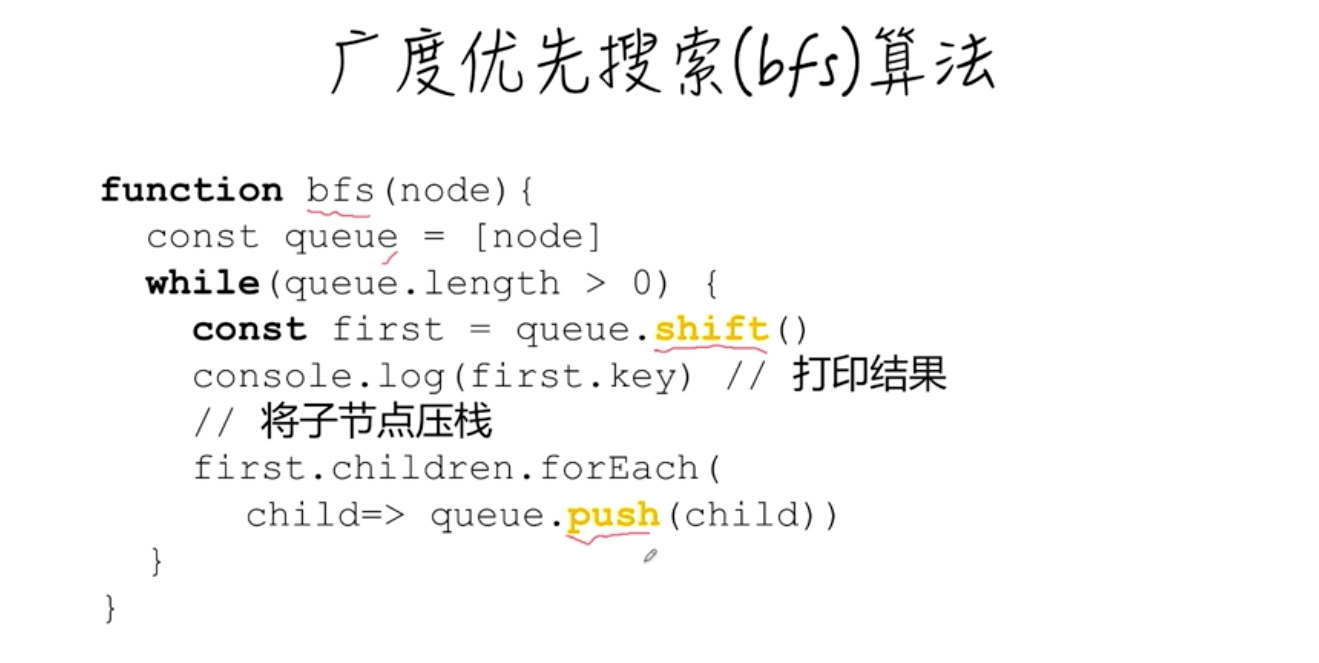 广度优先搜索(bfs)算法
function bfs(node){
const queue = [node]
while(queue.length > 0) {
const first = queue.shift()
console.log(first.key) // 打印结果
// 将子节点压栈
first.children.forEach(
child=> queue.push(child))
}
}